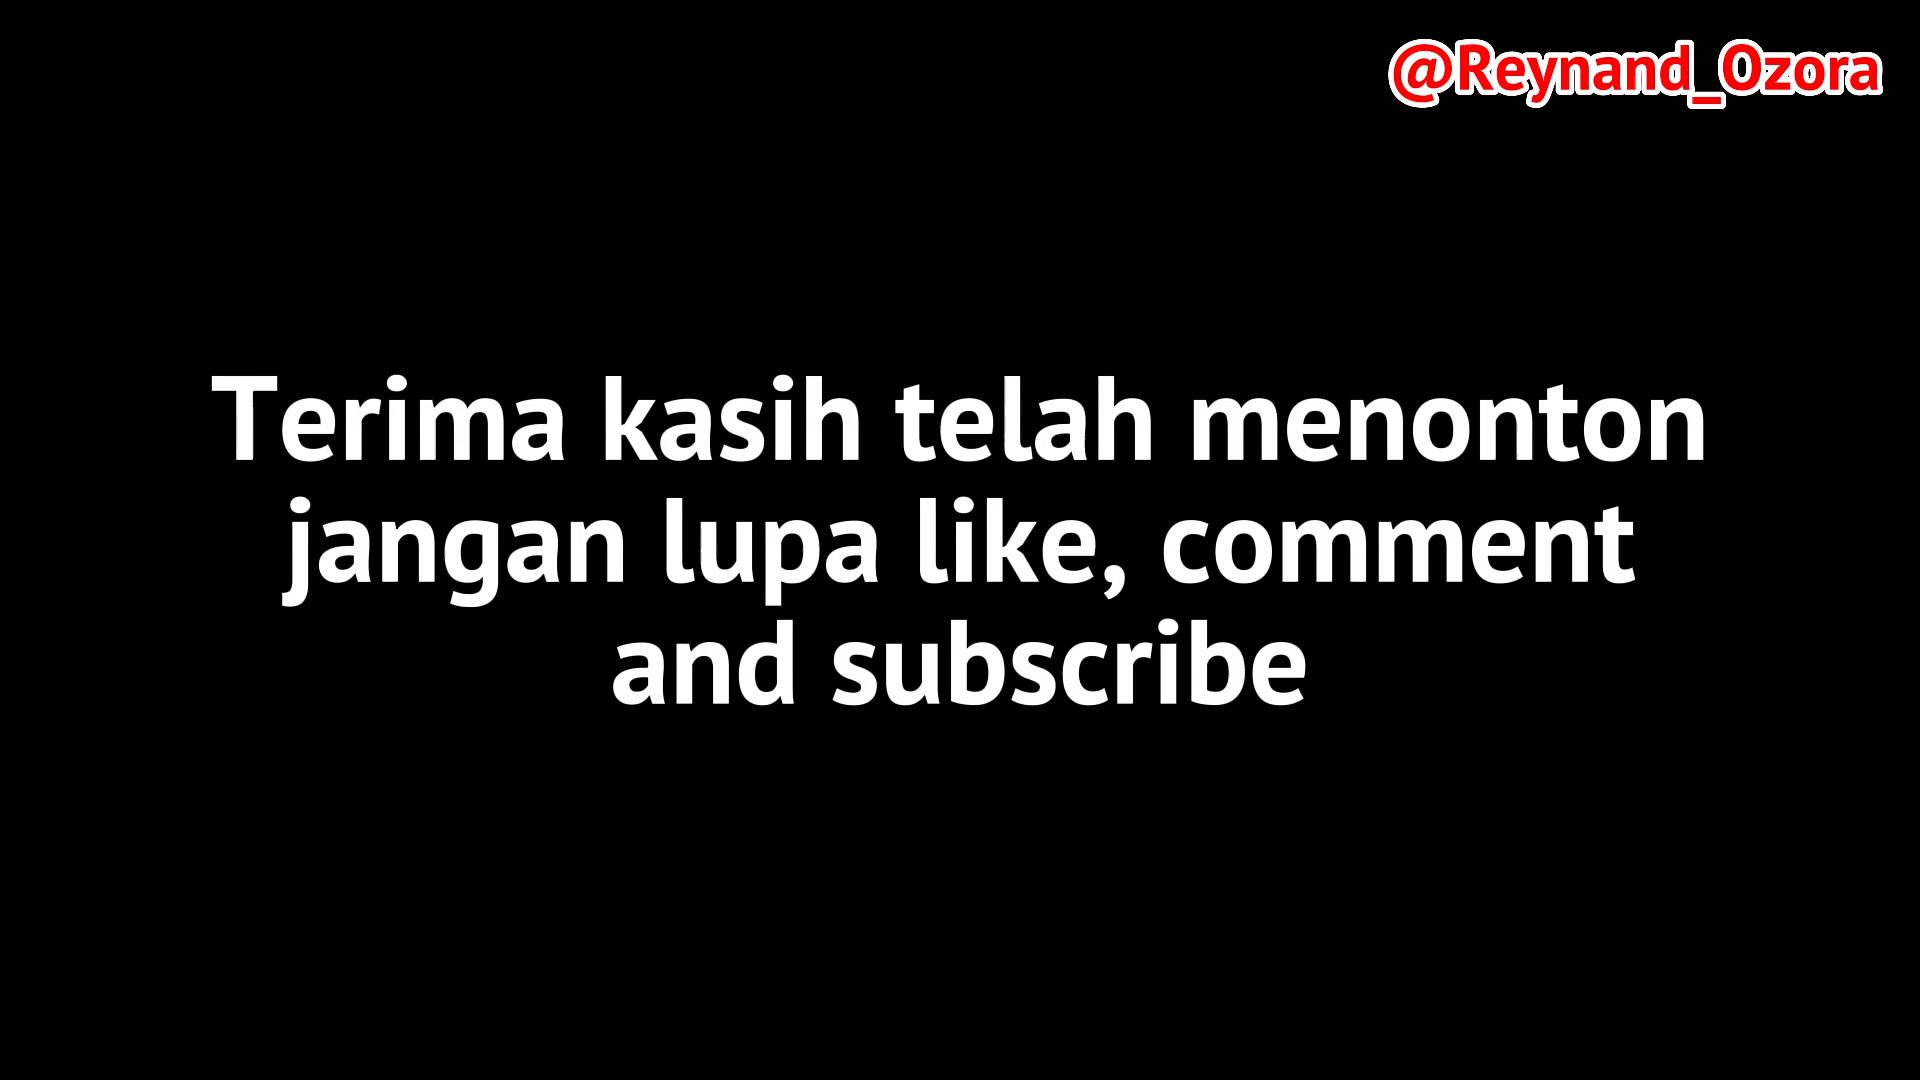 @Reynand_Ozora
Terima kasih telah menonton
jangan lupa like, comment
and subscribe